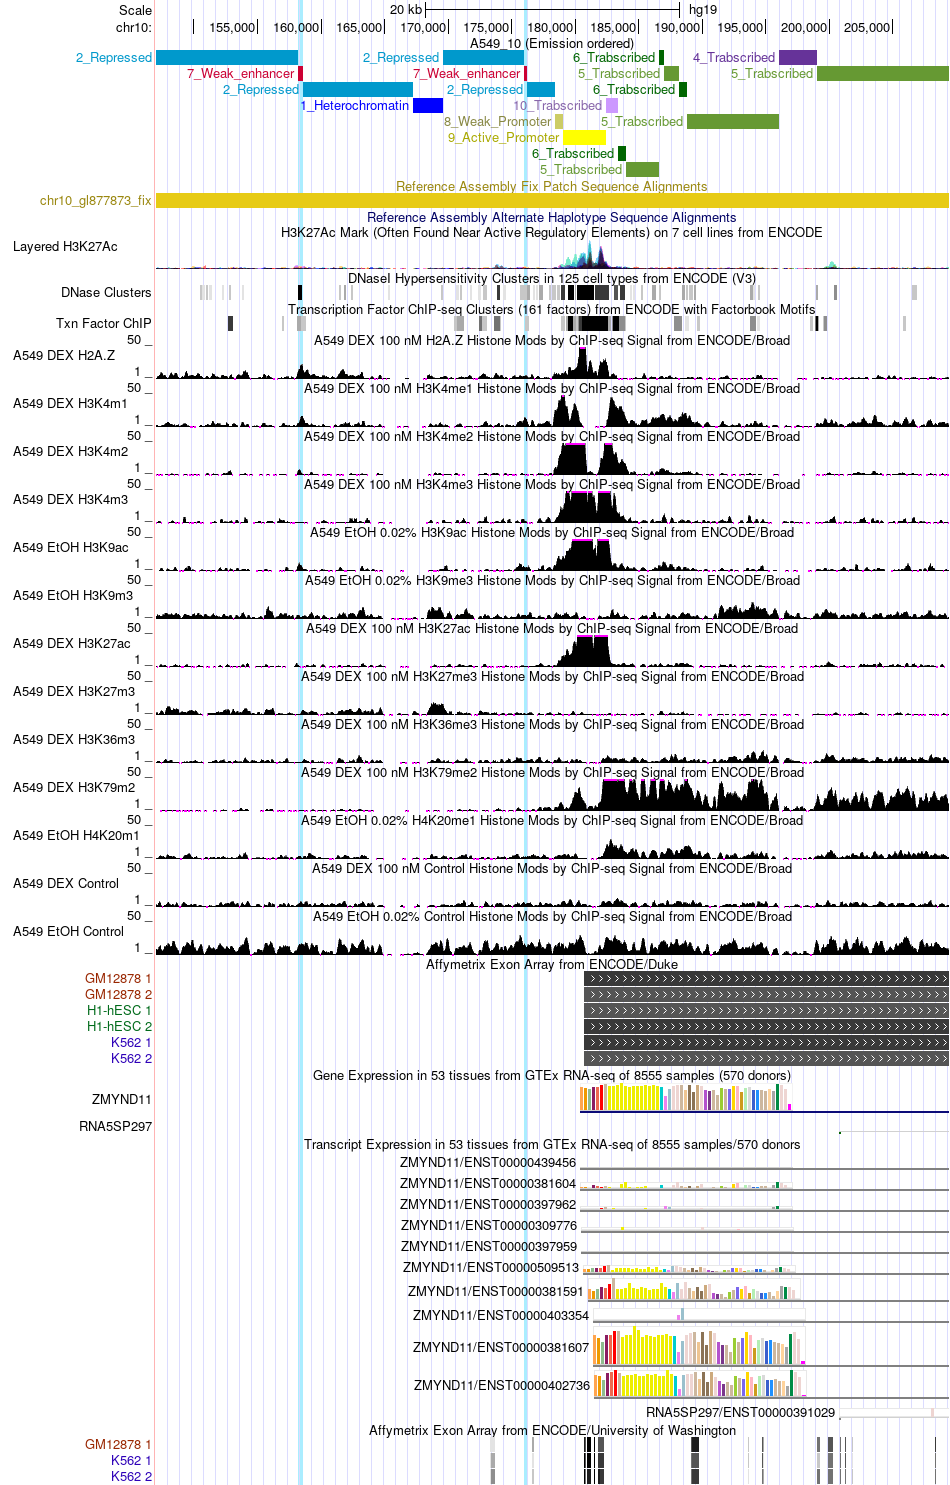 Scale 20 kb hg19
chr10: 155,000 160,000 165,000 170,000 175,000 180,000 185,000 190,000 195,000 200,000 205,000
A549_10 (Emission ordered)
2_Repressed 2_Repressed 6_Trabscribed 4_Trabscribed
7_Weak_enhancer 7_Weak_enhancer 5_Trabscribed 5_Trabscribed
2_Repressed 2_Repressed 6_Trabscribed
1_Heterochromatin 10_Trabscribed
8_Weak_Promoter 5_Trabscribed
9_Active_Promoter
6_Trabscribed
5_Trabscribed
Reference Assembly Fix Patch Sequence Alignments
chr10_gl877873_fix
Reference Assembly Alternate Haplotype Sequence Alignments
H3K27Ac Mark (Often Found Near Active Regulatory Elements) on 7 cell lines from ENCODE
Layered H3K27Ac
DNaseI Hypersensitivity Clusters in 125 cell types from ENCODE (V3)
DNase Clusters
Transcription Factor ChIP-seq Clusters (161 factors) from ENCODE with Factorbook Motifs
Txn Factor ChIP
A549 DEX 100 nM H2A.Z Histone Mods by ChIP-seq Signal from ENCODE/Broad
50 _
A549 DEX H2A.Z
1 _
A549 DEX 100 nM H3K4me1 Histone Mods by ChIP-seq Signal from ENCODE/Broad
50 _
A549 DEX H3K4m1
1 _
A549 DEX 100 nM H3K4me2 Histone Mods by ChIP-seq Signal from ENCODE/Broad
50 _
A549 DEX H3K4m2
1 _
A549 DEX 100 nM H3K4me3 Histone Mods by ChIP-seq Signal from ENCODE/Broad
50 _
A549 DEX H3K4m3
1 _
A549 EtOH 0.02% H3K9ac Histone Mods by ChIP-seq Signal from ENCODE/Broad
50 _
A549 EtOH H3K9ac
1 _
A549 EtOH 0.02% H3K9me3 Histone Mods by ChIP-seq Signal from ENCODE/Broad
50 _
A549 EtOH H3K9m3
1 _
A549 DEX 100 nM H3K27ac Histone Mods by ChIP-seq Signal from ENCODE/Broad
50 _
A549 DEX H3K27ac
1 _
A549 DEX 100 nM H3K27me3 Histone Mods by ChIP-seq Signal from ENCODE/Broad
50 _
A549 DEX H3K27m3
1 _
A549 DEX 100 nM H3K36me3 Histone Mods by ChIP-seq Signal from ENCODE/Broad
50 _
A549 DEX H3K36m3
1 _
A549 DEX 100 nM H3K79me2 Histone Mods by ChIP-seq Signal from ENCODE/Broad
50 _
A549 DEX H3K79m2
1 _
A549 EtOH 0.02% H4K20me1 Histone Mods by ChIP-seq Signal from ENCODE/Broad
50 _
A549 EtOH H4K20m1
1 _
A549 DEX 100 nM Control Histone Mods by ChIP-seq Signal from ENCODE/Broad
50 _
A549 DEX Control
1 _
A549 EtOH 0.02% Control Histone Mods by ChIP-seq Signal from ENCODE/Broad
50 _
A549 EtOH Control
1 _
Affymetrix Exon Array from ENCODE/Duke
GM12878 1
GM12878 2
H1-hESC 1
H1-hESC 2
K562 1
K562 2
Gene Expression in 53 tissues from GTEx RNA-seq of 8555 samples (570 donors)
ZMYND11
RNA5SP297
Transcript Expression in 53 tissues from GTEx RNA-seq of 8555 samples/570 donors
ZMYND11/ENST00000439456
ZMYND11/ENST00000381604
ZMYND11/ENST00000397962
ZMYND11/ENST00000309776
ZMYND11/ENST00000397959
ZMYND11/ENST00000509513
ZMYND11/ENST00000381591
ZMYND11/ENST00000403354
ZMYND11/ENST00000381607
ZMYND11/ENST00000402736
RNA5SP297/ENST00000391029
Affymetrix Exon Array from ENCODE/University of Washington
GM12878 1
K562 1
K562 2